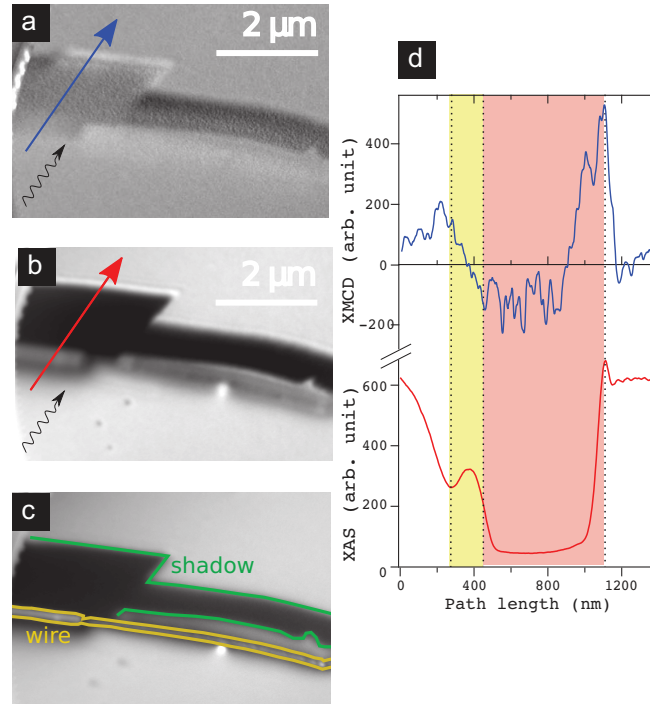 a
2 µm
b
2 µm
c
shadow
wire
d
XMCD (arb. unit)
400
200
0
-200
XAS (arb. unit)
600
400
200
0
0
400
800
1200
Path length (nm)